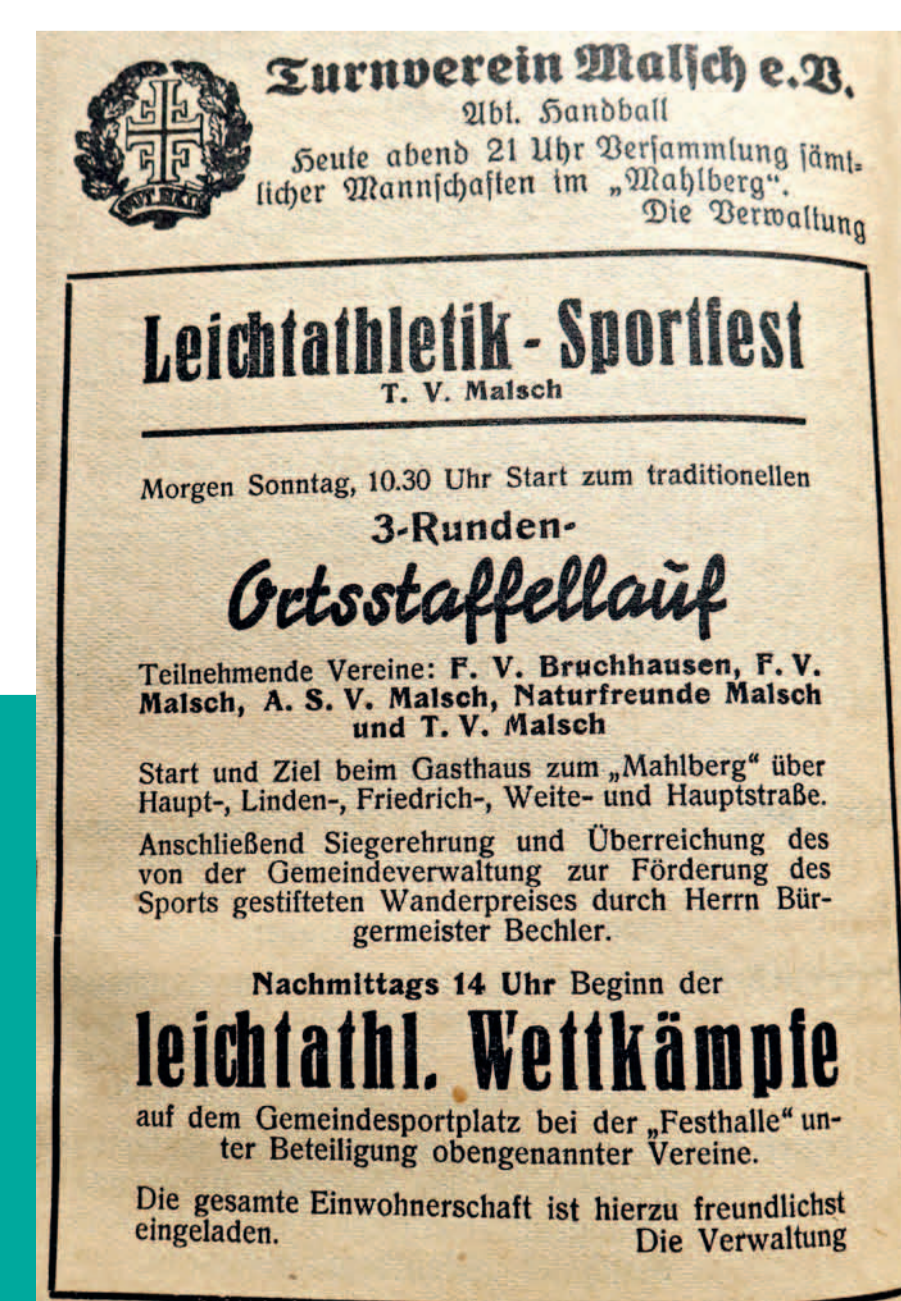 Turnverein Malsch e.V.
Abt. Handball
Heute abend 21 Uhr Versammlung sämt-
licher Mannschaften im „Mahlberg“.
Die Verwaltung
GUT HEIL
Leichtathletik - Sportfest
T. V. Malsch
Morgen Sonntag, 10.30 Uhr Start zum traditionellen
3-Runden-
Ortsstaffellauf
Teilnehmende Vereine: F. V. Bruchhausen, F. V.
Malsch, A. S. V. Malsch, Naturfreunde Malsch
und T. V. Malsch
Start und Ziel beim Gasthaus zum „Mahlberg“ über
Haupt-, Linden-, Friedrich-, Weite- und Hauptstraße.
Anschließend Siegerehrung und Überreichung des
von der Gemeindeverwaltung zur Förderung des
Sports gestifteten Wanderpreises durch Herrn Bür-
germeister Bechler.
Nachmittags 14 Uhr Beginn der
leichtathl. Wettkämpfe
auf dem Gemeindesportplatz bei der „Festhalle“ un-
ter Beteiligung obengenannter Vereine.
Die gesamte Einwohnerschaft ist hierzu freundlichst
eingeladen.
Die Verwaltung